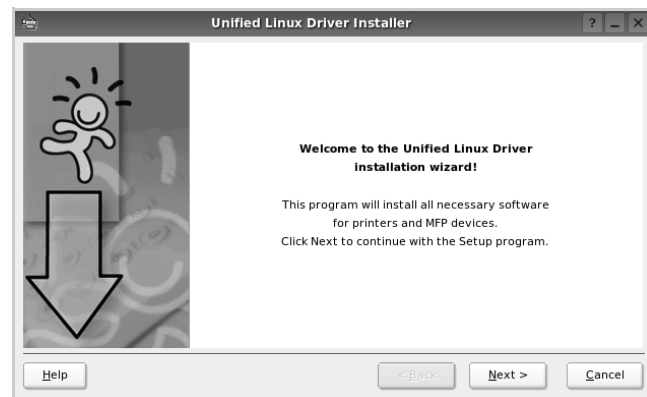 Unified Linux Driver Installer
Welcome to the Unified Linux Driver
installation wizard!
This program will install all necessary software
for printers and MFP devices.
Click Next to continue with the Setup program.
Help
< Back
Next >
Cancel